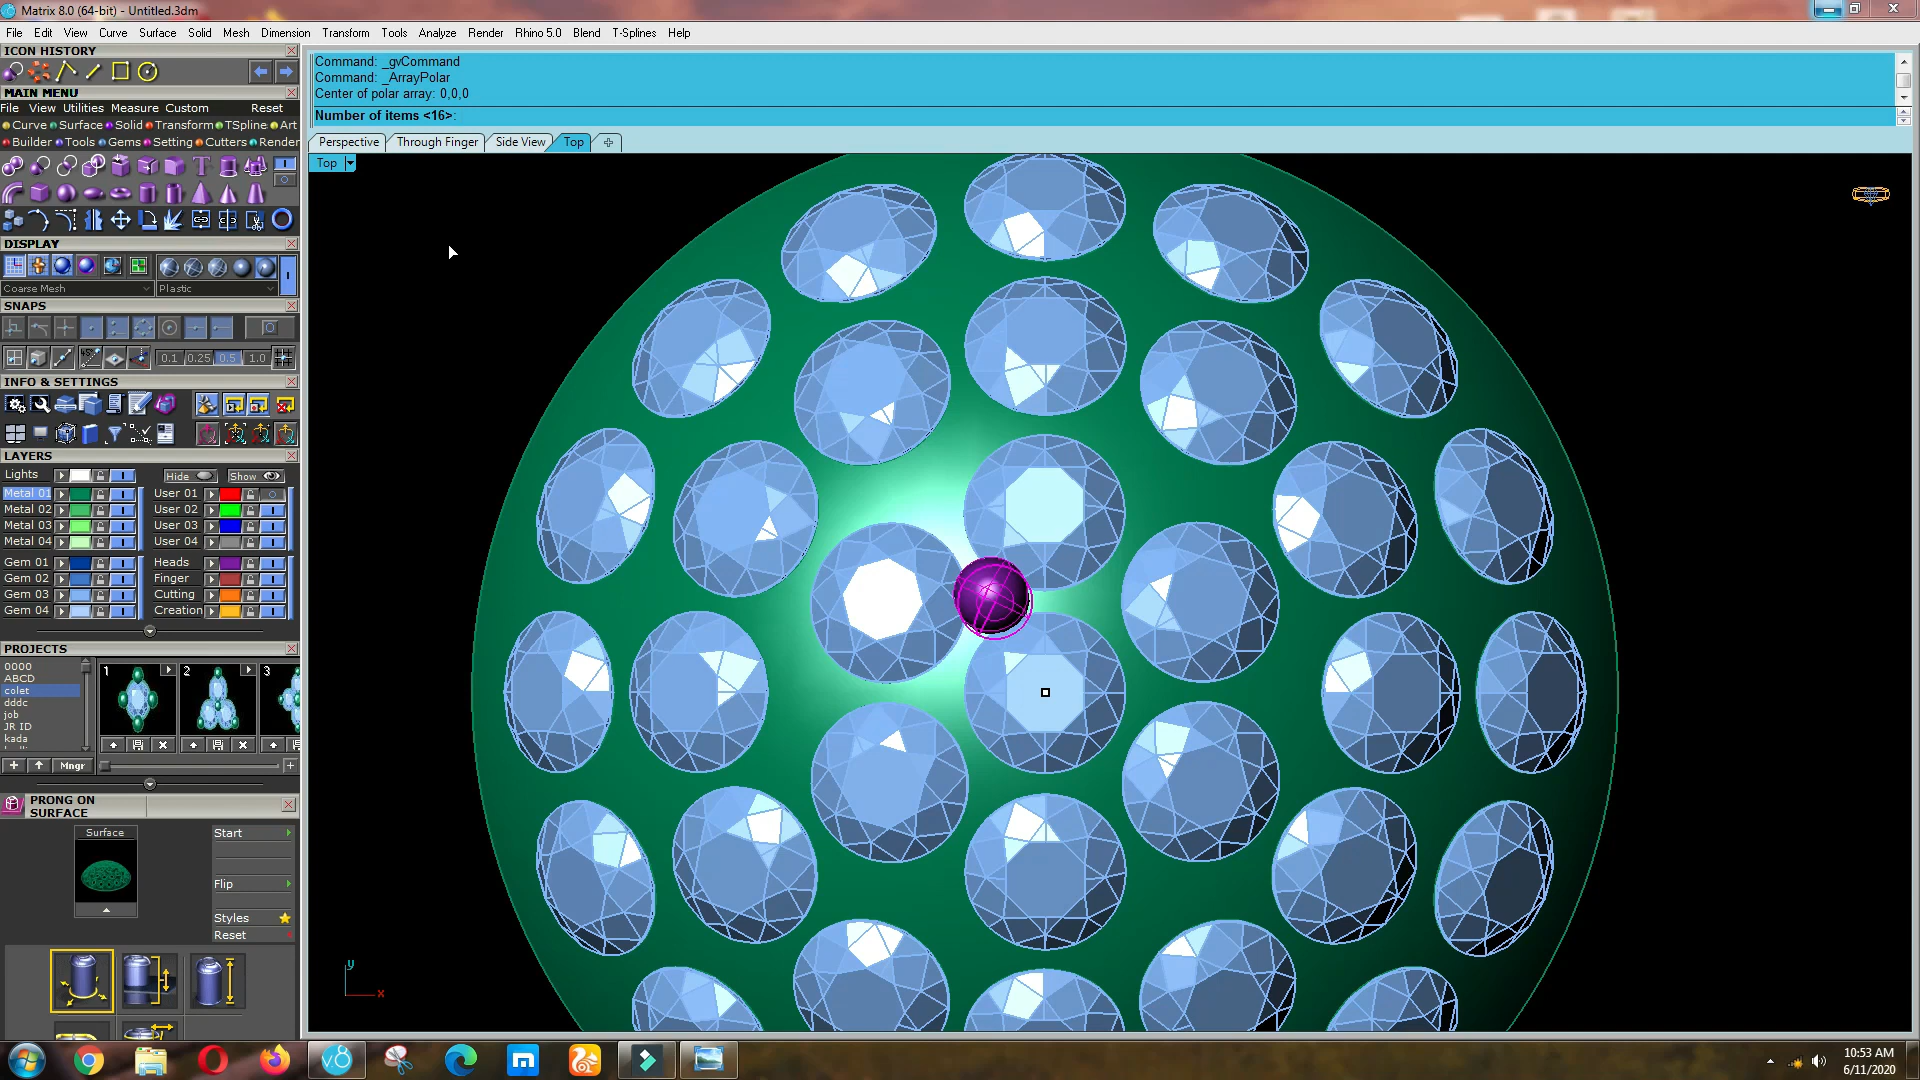 Matrix 8.0 (64-bit) - Untitled.3dm
File Edit View Curve Surface Solid Mesh Dimension Transform Tools Analyze Render Rhino 5.0 Blend T-Splines Help
ICON HISTORY
MAIN MENU
File View Utilities Measure Custom Reset
Curve Surface Solid Transform TSpline Art
Builder Tools Gems Setting Cutters Render
DISPLAY
Coarse Mesh Plastic
SNAPS
0.1 0.25 0.5 1.0
INFO & SETTINGS
LAYERS
Lights Hide Show
Metal 01 User 01
Metal 02 User 02
Metal 03 User 03
Metal 04 User 04
Gem 01 Heads
Gem 02 Finger
Gem 03 Cutting
Gem 04 Creation
PROJECTS
0000
ABCD
colet
dddc
job
JR ID
kada
1 2 3
Mngr
PRONG ON
SURFACE
Surface
Start
Flip
Styles
Reset
Command: _gvCommand
Command: _ArrayPolar
Center of polar array: 0,0,0
Number of items <16>:
Perspective Through Finger Side View Top
Top
y
x
10:53 AM
6/11/2020